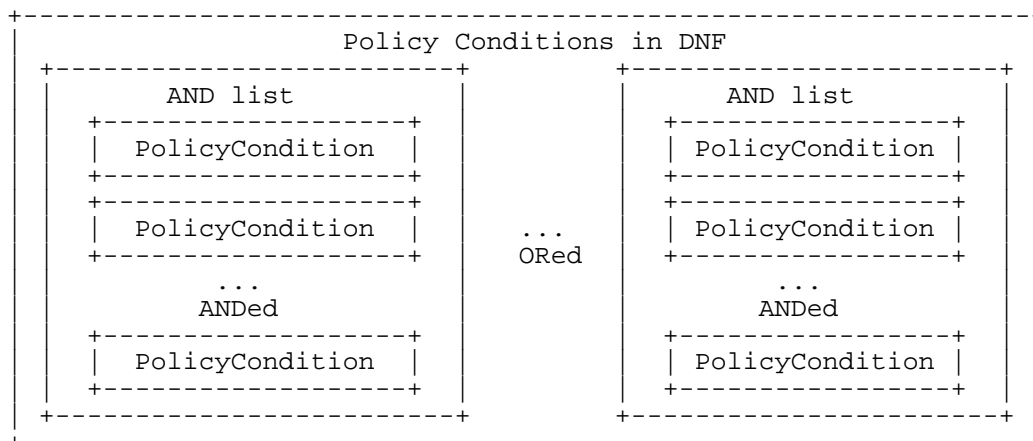 Policy Conditions in DNF
AND list AND list
PolicyCondition PolicyCondition
PolicyCondition ... PolicyCondition
ORed
... ...
ANDed ANDed
PolicyCondition PolicyCondition